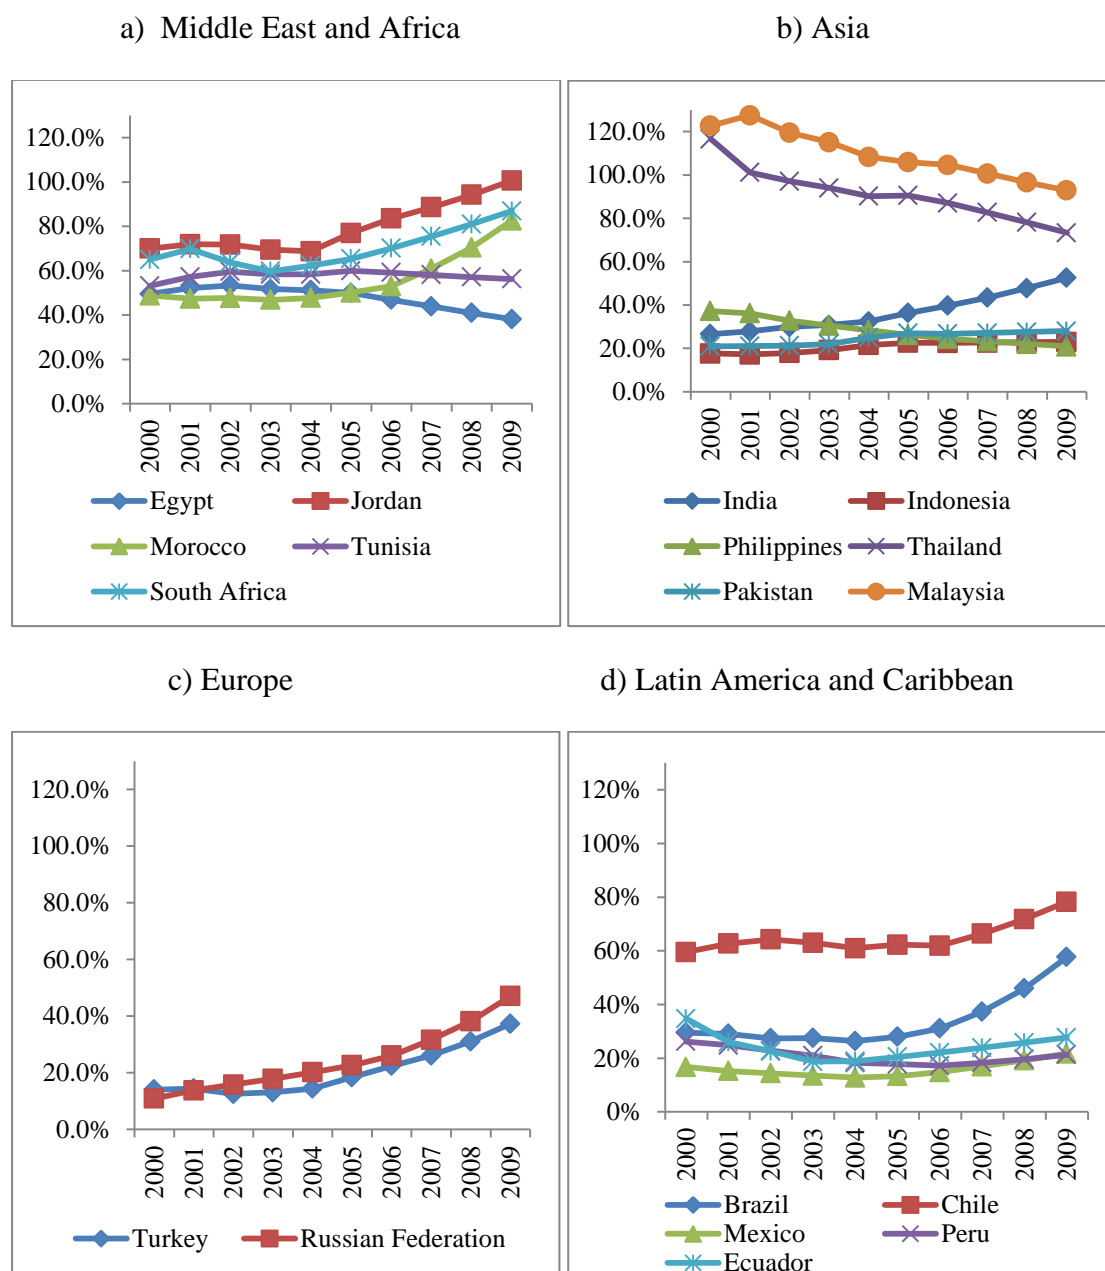 a) Middle East and Africa
120.0%
100.0%
80.0%
60.0%
40.0%
20.0%
0.0%
2000 2001 2002 2003 2004 2005 2006 2007 2008 2009
Egypt Jordan
Morocco Tunisia
South Africa
b) Asia
120.0%
100.0%
80.0%
60.0%
40.0%
20.0%
0.0%
2000 2001 2002 2003 2004 2005 2006 2007 2008 2009
India Indonesia
Philippines Thailand
Pakistan Malaysia
c) Europe
120.0%
100.0%
80.0%
60.0%
40.0%
20.0%
0.0%
2000 2001 2002 2003 2004 2005 2006 2007 2008 2009
Turkey Russian Federation
d) Latin America and Caribbean
120%
100%
80%
60%
40%
20%
0%
2000 2001 2002 2003 2004 2005 2006 2007 2008 2009
Brazil Chile
Mexico Peru
Ecuador